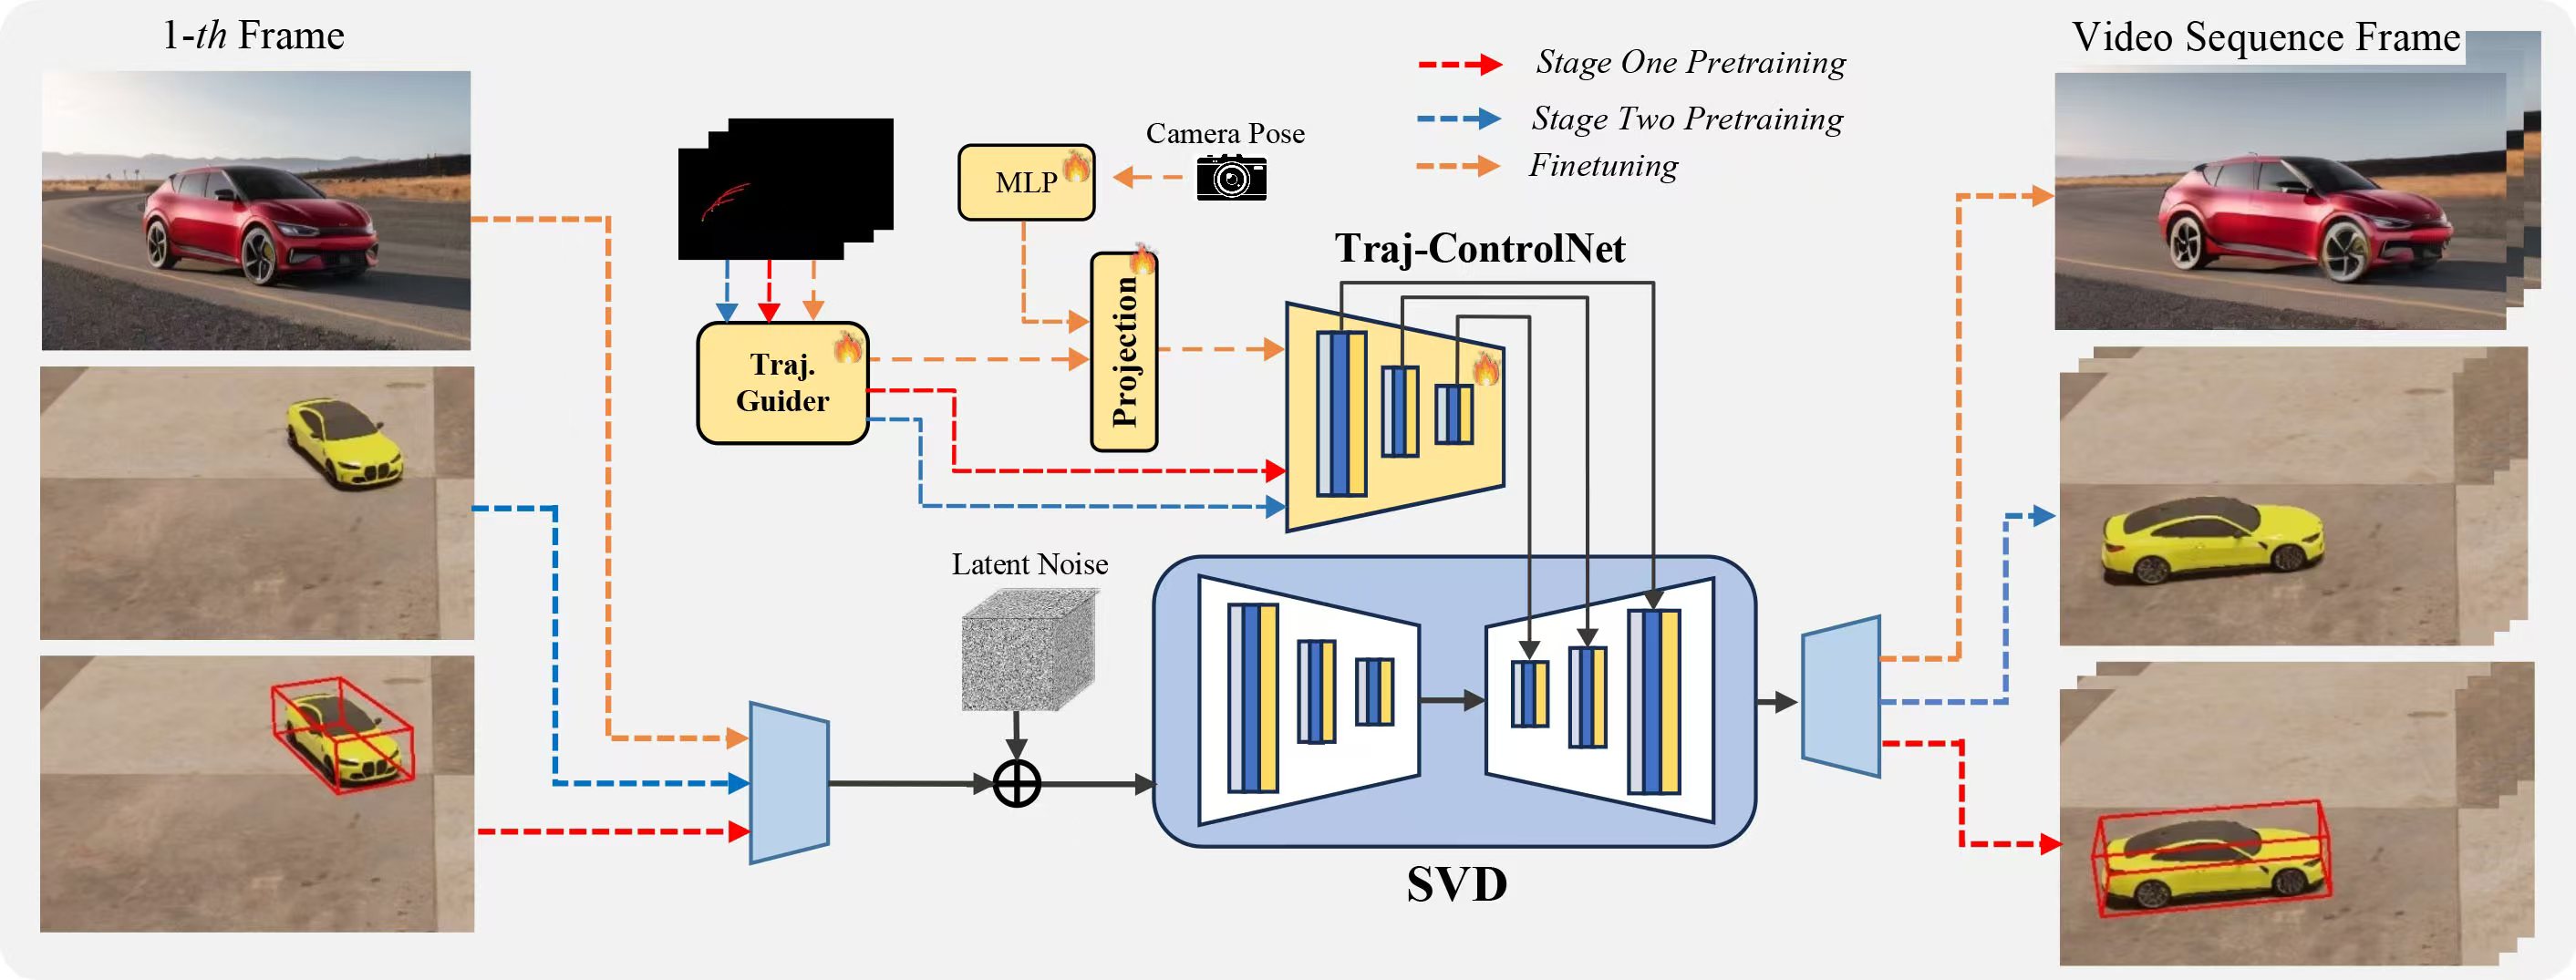 1-th Frame
Video Sequence Frame
Stage One Pretraining
Stage Two Pretraining
Finetuning
Camera Pose
MLP
Traj-ControlNet
Projection
Traj.
Guider
Latent Noise
SVD